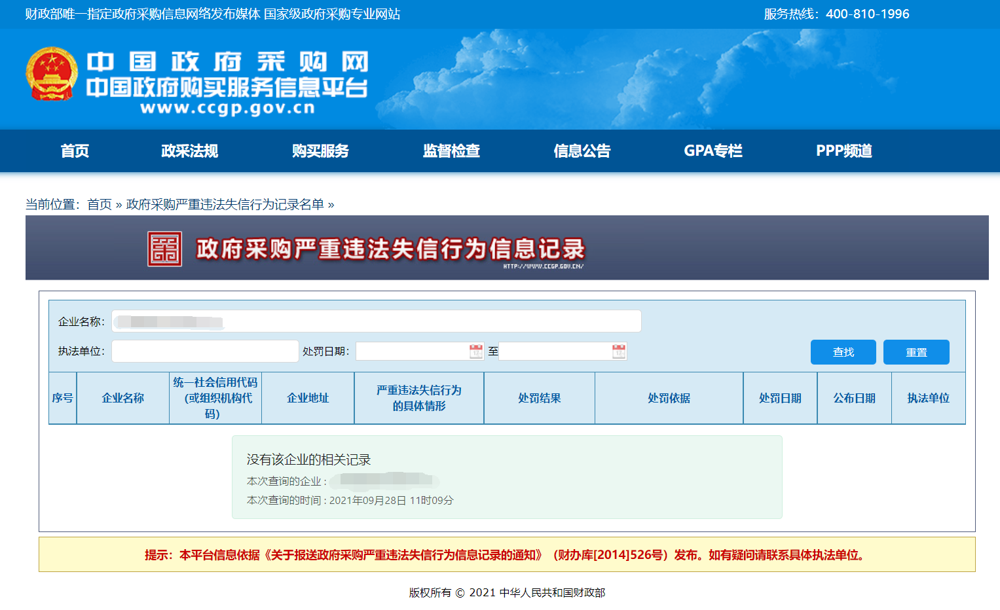 财政部唯一指定政府采购信息网络发布媒体 国家级政府采购专业网站
服务热线：400-810-1996
中国政府采购网
中国政府购买服务信息平台
www.ccgp.gov.cn
首页 政采法规 购买服务 监督检查 信息公告 GPA专栏 PPP频道
当前位置：首页 » 政府采购严重违法失信行为记录名单 »
政府采购严重违法失信行为信息记录
HTTP://WWW.CCGP.GOV.CN/
企业名称：
执法单位： 处罚日期： 至 查找 重置
序号 企业名称 统一社会信用代码(或组织机构代码) 企业地址 严重违法失信行为的具体情形 处罚结果 处罚依据 处罚日期 公布日期 执法单位
没有该企业的相关记录
本次查询的企业 :
本次查询的时间 : 2021年09月28日 11时09分
提示：本平台信息依据《关于报送政府采购严重违法失信行为信息记录的通知》（财办库[2014]526号）发布。如有疑问请联系具体执法单位。
版权所有 © 2021 中华人民共和国财政部